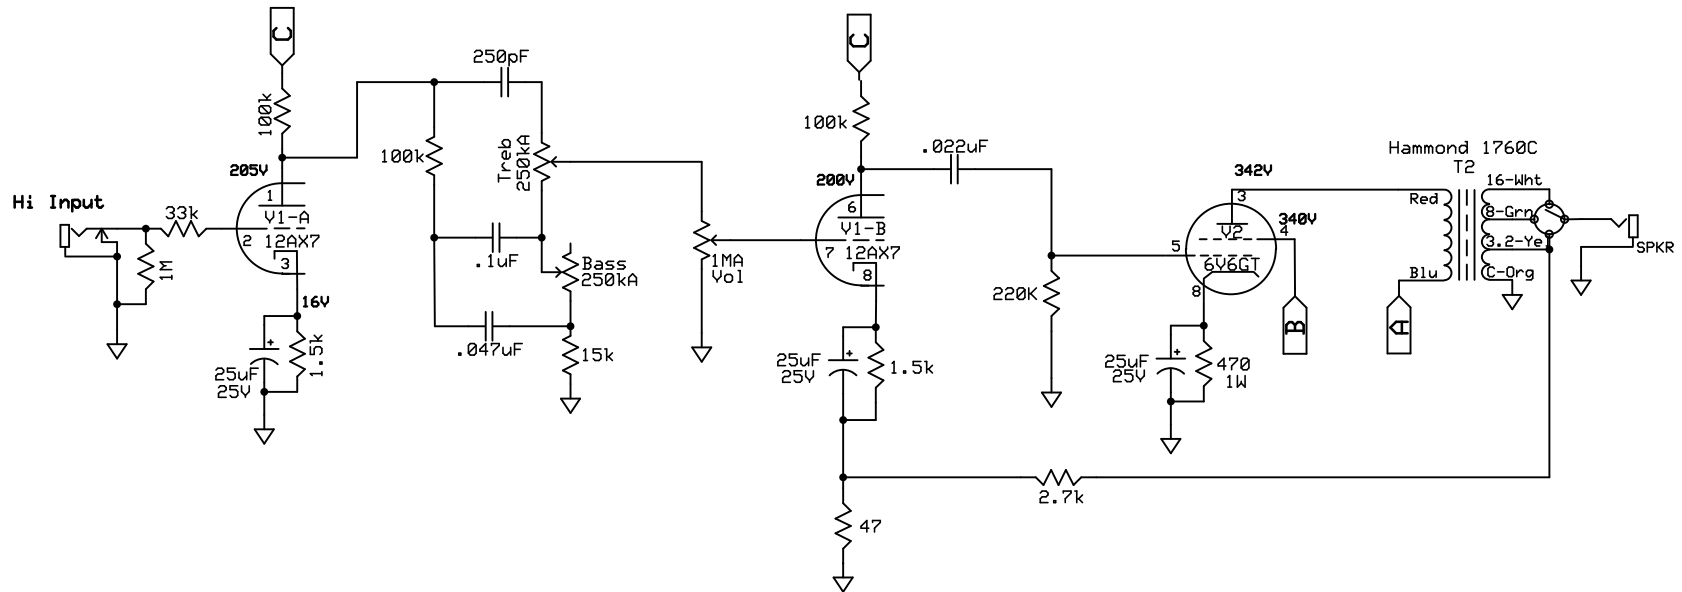 C
100k
205V
1
V1-A
2
12AX7
3
Hi Input
33k
1M
16V
25uF
25V
1.5k
250pF
100k
Treb
250kA
.1uF
Bass
250kA
.047uF
15k
1MA
Vol
C
100k
200V
6
V1-B
7
12AX7
8
25uF
25V
1.5k
47
.022uF
220K
342V
3
V2
340V
4
5
6V6GT
8
B
25uF
25V
470
1W
2.7k
Hammond 1760C
T2
Red
Blu
A
16-Wht
8-Grn
3.2-Ye
C-Org
SPKR